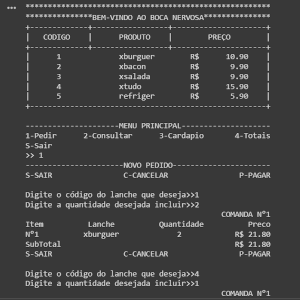 *******************************************************
***************BEM-VINDO AO BOCA NERVOSA***************
+-------------------+------------------+---------------------+
| CODIGO | PRODUTO | PREÇO |
+-------------------+------------------+---------------------+
| 1 xburguer R$ 10.90 |
| 2 xbacon R$ 9.90 |
| 3 xsalada R$ 9.90 |
| 4 xtudo R$ 15.90 |
| 5 refriger R$ 5.90 |
+-----------------------------------------------------+
---------------------MENU PRINCIPAL--------------------
1-Pedir 2-Consultar 3-Cardapio 4-Totais
S-Sair
>> 1
----------------------NOVO PEDIDO----------------------
S-SAIR C-CANCELAR P-PAGAR
Digite o código do lanche que deseja>>1
Digite a quantidade desejada incluir>>2
COMANDA Nº1
Item Lanche Quantidade Preco
Nº1 xburguer 2 R$ 21.80
SubTotal R$ 21.80
S-SAIR C-CANCELAR P-PAGAR
Digite o código do lanche que deseja>>4
Digite a quantidade desejada incluir>>1
COMANDA Nº1